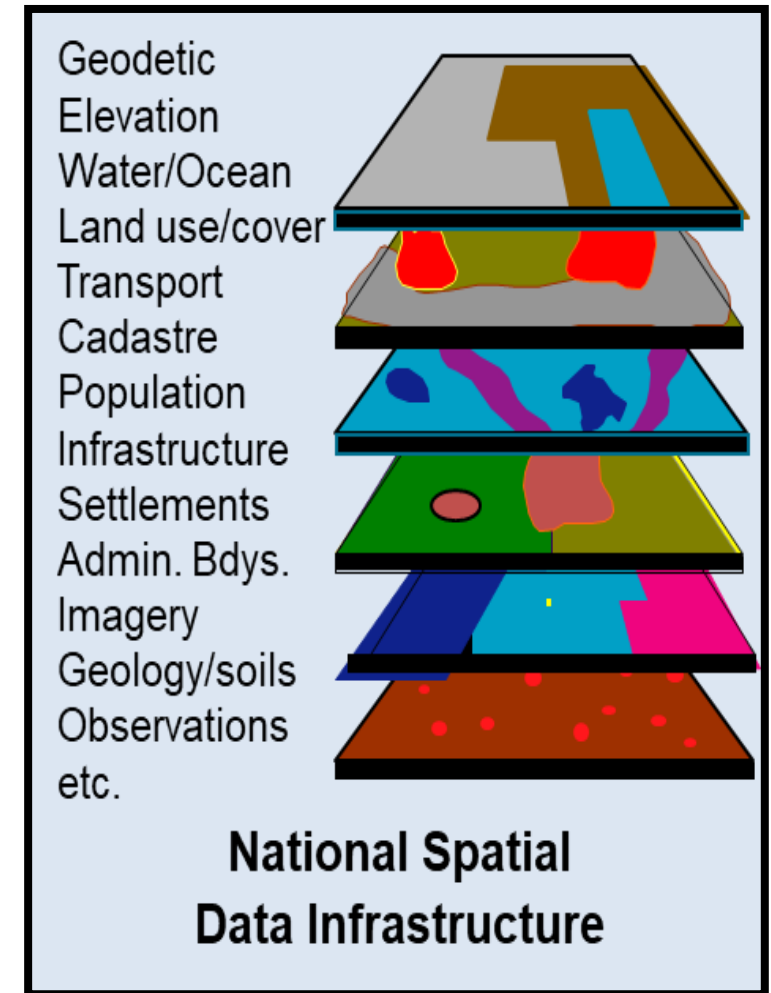 Geodetic
Elevation
Water/Ocean
Land use/cover
Transport
Cadastre
Population
Infrastructure
Settlements
Admin. Bdys.
Imagery
Geology/soils
Observations
etc.
National Spatial
Data Infrastructure